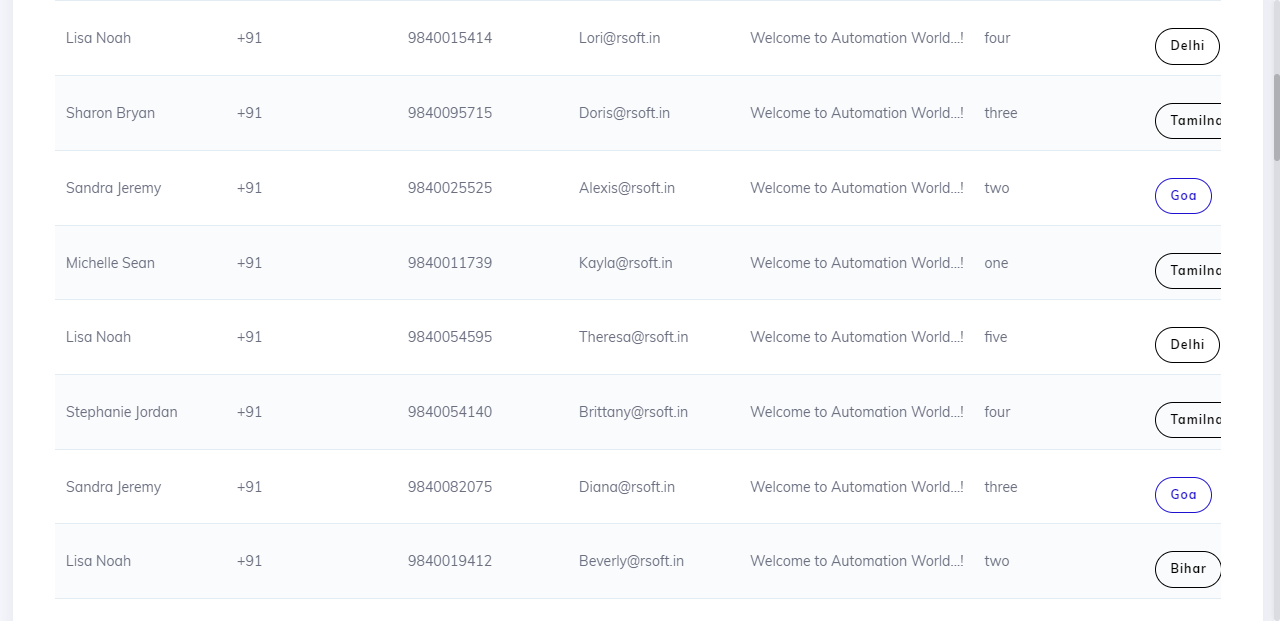 Lisa Noah +91 9840015414 Lori@rsoft.in Welcome to Automation World...! four Delhi
Sharon Bryan +91 9840095715 Doris@rsoft.in Welcome to Automation World...! three Tamilna
Sandra Jeremy +91 9840025525 Alexis@rsoft.in Welcome to Automation World...! two Goa
Michelle Sean +91 9840011739 Kayla@rsoft.in Welcome to Automation World...! one Tamilna
Lisa Noah +91 9840054595 Theresa@rsoft.in Welcome to Automation World...! five Delhi
Stephanie Jordan +91 9840054140 Brittany@rsoft.in Welcome to Automation World...! four Tamilna
Sandra Jeremy +91 9840082075 Diana@rsoft.in Welcome to Automation World...! three Goa
Lisa Noah +91 9840019412 Beverly@rsoft.in Welcome to Automation World...! two Bihar